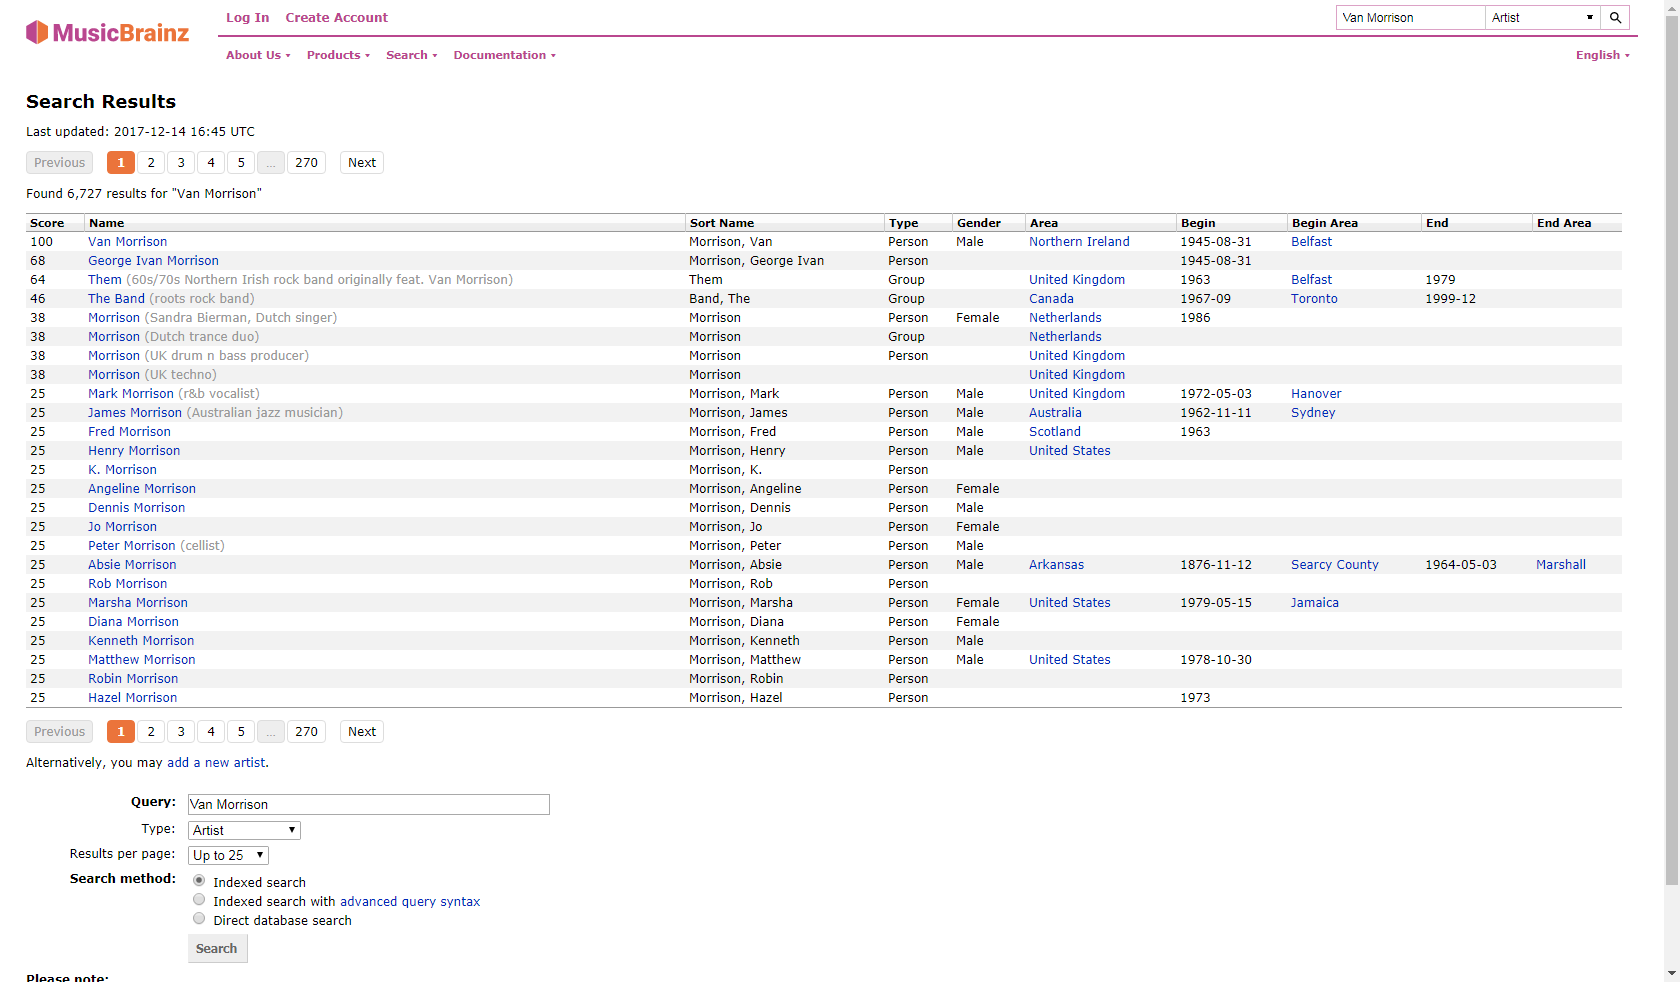 MusicBrainz
Log In Create Account
Van Morrison Artist
About Us Products Search Documentation English
Search Results
Last updated: 2017-12-14 16:45 UTC
Previous 1 2 3 4 5 ... 270 Next
Found 6,727 results for "Van Morrison"
Score Name Sort Name Type Gender Area Begin Begin Area End End Area
100 Van Morrison Morrison, Van Person Male Northern Ireland 1945-08-31 Belfast
68 George Ivan Morrison Morrison, George Ivan Person 1945-08-31
64 Them (60s/70s Northern Irish rock band originally feat. Van Morrison) Them Group United Kingdom 1963 Belfast 1979
46 The Band (roots rock band) Band, The Group Canada 1967-09 Toronto 1999-12
38 Morrison (Sandra Bierman, Dutch singer) Morrison Person Female Netherlands 1986
38 Morrison (Dutch trance duo) Morrison Group Netherlands
38 Morrison (UK drum n bass producer) Morrison Person United Kingdom
38 Morrison (UK techno) Morrison United Kingdom
25 Mark Morrison (r&b vocalist) Morrison, Mark Person Male United Kingdom 1972-05-03 Hanover
25 James Morrison (Australian jazz musician) Morrison, James Person Male Australia 1962-11-11 Sydney
25 Fred Morrison Morrison, Fred Person Male Scotland 1963
25 Henry Morrison Morrison, Henry Person Male United States
25 K. Morrison Morrison, K. Person
25 Angeline Morrison Morrison, Angeline Person Female
25 Dennis Morrison Morrison, Dennis Person Male
25 Jo Morrison Morrison, Jo Person Female
25 Peter Morrison (cellist) Morrison, Peter Person Male
25 Absie Morrison Morrison, Absie Person Male Arkansas 1876-11-12 Searcy County 1964-05-03 Marshall
25 Rob Morrison Morrison, Rob Person
25 Marsha Morrison Morrison, Marsha Person Female United States 1979-05-15 Jamaica
25 Diana Morrison Morrison, Diana Person Female
25 Kenneth Morrison Morrison, Kenneth Person Male
25 Matthew Morrison Morrison, Matthew Person Male United States 1978-10-30
25 Robin Morrison Morrison, Robin Person
25 Hazel Morrison Morrison, Hazel Person 1973
Previous 1 2 3 4 5 ... 270 Next
Alternatively, you may add a new artist.
Query: Van Morrison
Type: Artist
Results per page: Up to 25
Search method: Indexed search
Indexed search with advanced query syntax
Direct database search
Search
Please note: